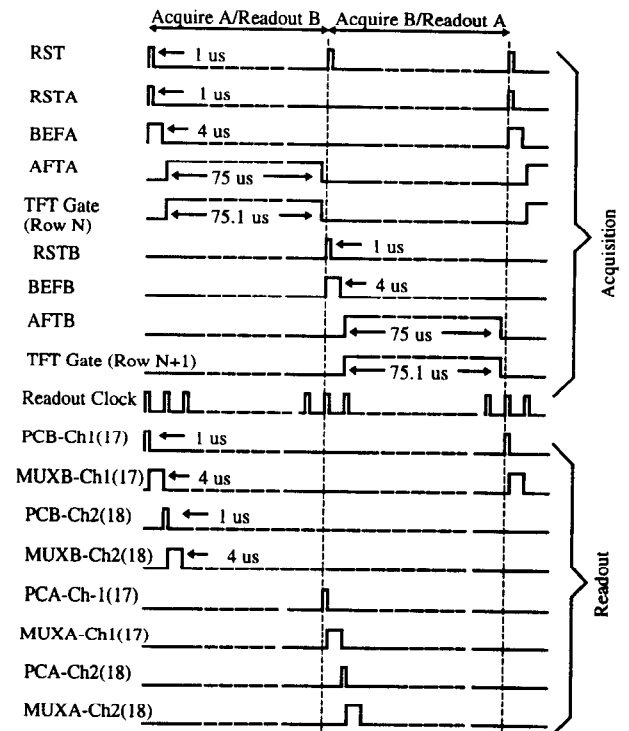 Acquire A/Readout B Acquire B/Readout A
RST 1 us
RSTA 1 us
BEFA 4 us
AFTA 75 us
TFT Gate 75.1 us
(Row N)
RSTB 1 us
BEFB 4 us
AFTB 75 us
TFT Gate (Row N+1) 75.1 us
Acquisition
Readout Clock
PCB-Ch1(17) 1 us
MUXB-Ch1(17) 4 us
PCB-Ch2(18) 1 us
MUXB-Ch2(18) 4 us
PCA-Ch-1(17)
MUXA-Ch1(17)
PCA-Ch2(18)
MUXA-Ch2(18)
Readout